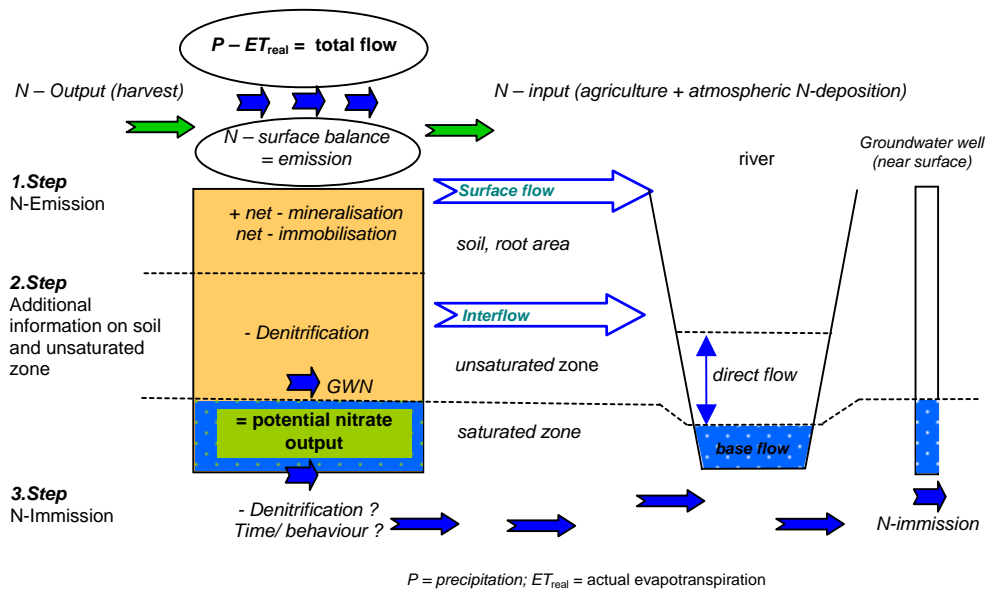 P – ETreal = total flow
N – Output (harvest)
N – input (agriculture + atmospheric N-deposition)
N – surface balance
= emission
river
Groundwater well
(near surface)
1.Step
N-Emission
+ net - mineralisation
net - immobilisation
Surface flow
soil, root area
2.Step
Additional
information on soil
and unsaturated
zone
- Denitrification
Interflow
unsaturated zone
direct flow
GWN
= potential nitrate
output
saturated zone
base flow
3.Step
N-Immission
- Denitrification ?
Time/ behaviour ?
N-immission
P = precipitation; ETreal = actual evapotranspiration